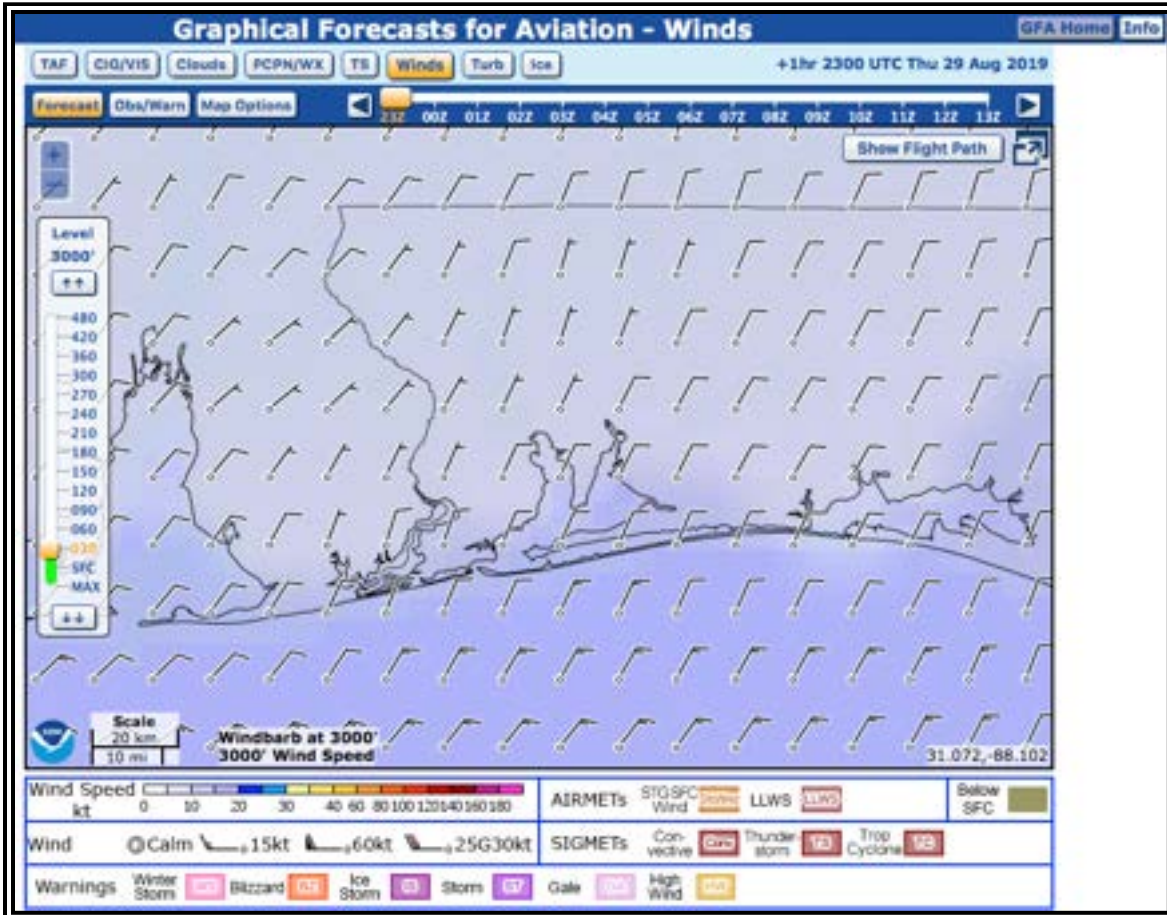 Graphical Forecasts for Aviation - Winds
GFA Home Info
TAF CIG/VIS Clouds PCPN/WX TS Winds Turb Ice +1hr 2300 UTC Thu 29 Aug 2019
Forecast Obs/Warn Map Options
23Z 00Z 01Z 02Z 03Z 04Z 05Z 06Z 07Z 08Z 09Z 10Z 11Z 12Z 13Z
Show Flight Path
Level
3000'
480
420
360
300
270
240
210
180
150
120
090
060
030
SFC
MAX
Scale
20 km
10 mi
Windbarb at 3000'
3000' Wind Speed
31.072,-88.102
Wind Speed
kt
0 10 20 30 40 60 80 100 120 140 160 180
AIRMETs STG SFC Wind LLWS LLWS
Below SFC
Wind Calm 15kt 60kt 25G30kt
SIGMETs Con-vective Conv Thunder-storm TS Trop Cyclone TC
Warnings Winter Storm Blizzard Ice Storm Storm Gale High Wind